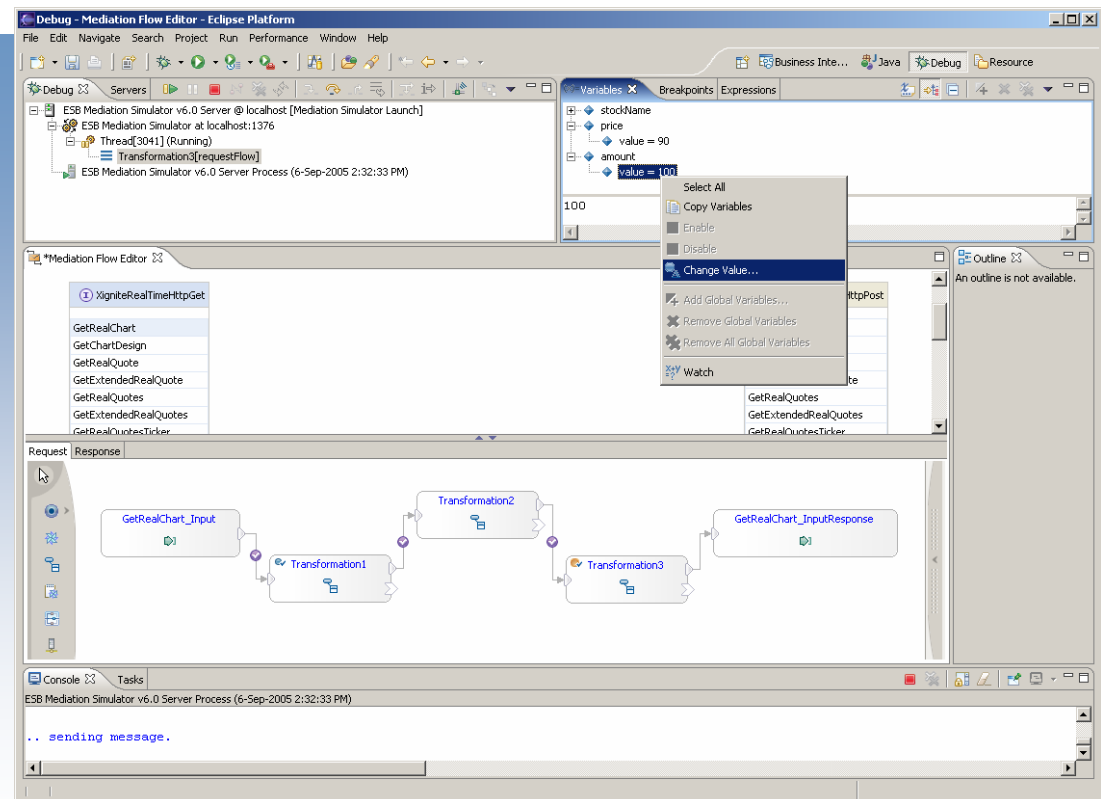 Debug - Mediation Flow Editor - Eclipse Platform
File Edit Navigate Search Project Run Performance Window Help
Business Inte... Java Debug Resource
Debug Servers
ESB Mediation Simulator v6.0 Server @ localhost [Mediation Simulator Launch]
ESB Mediation Simulator at localhost:1376
Thread[3041] (Running)
Transformation3[requestFlow]
ESB Mediation Simulator v6.0 Server Process (6-Sep-2005 2:32:33 PM)
Variables Breakpoints Expressions
stockName
price
value = 90
amount
value = 100
100
Select All
Copy Variables
Enable
Disable
Change Value...
Add Global Variables...
Remove Global Variables
Remove All Global Variables
Watch
*Mediation Flow Editor
XigniteRealTimeHttpGet
GetRealChart
GetChartDesign
GetRealQuote
GetExtendedRealQuote
GetRealQuotes
GetExtendedRealQuotes
GetRealQuotesTicker
HttpPost
te
GetRealQuotes
GetExtendedRealQuotes
GetRealQuotesTicker
Outline
An outline is not available.
Request Response
GetRealChart_Input
Transformation1
Transformation2
Transformation3
GetRealChart_InputResponse
Console Tasks
ESB Mediation Simulator v6.0 Server Process (6-Sep-2005 2:32:33 PM)
.. sending message.